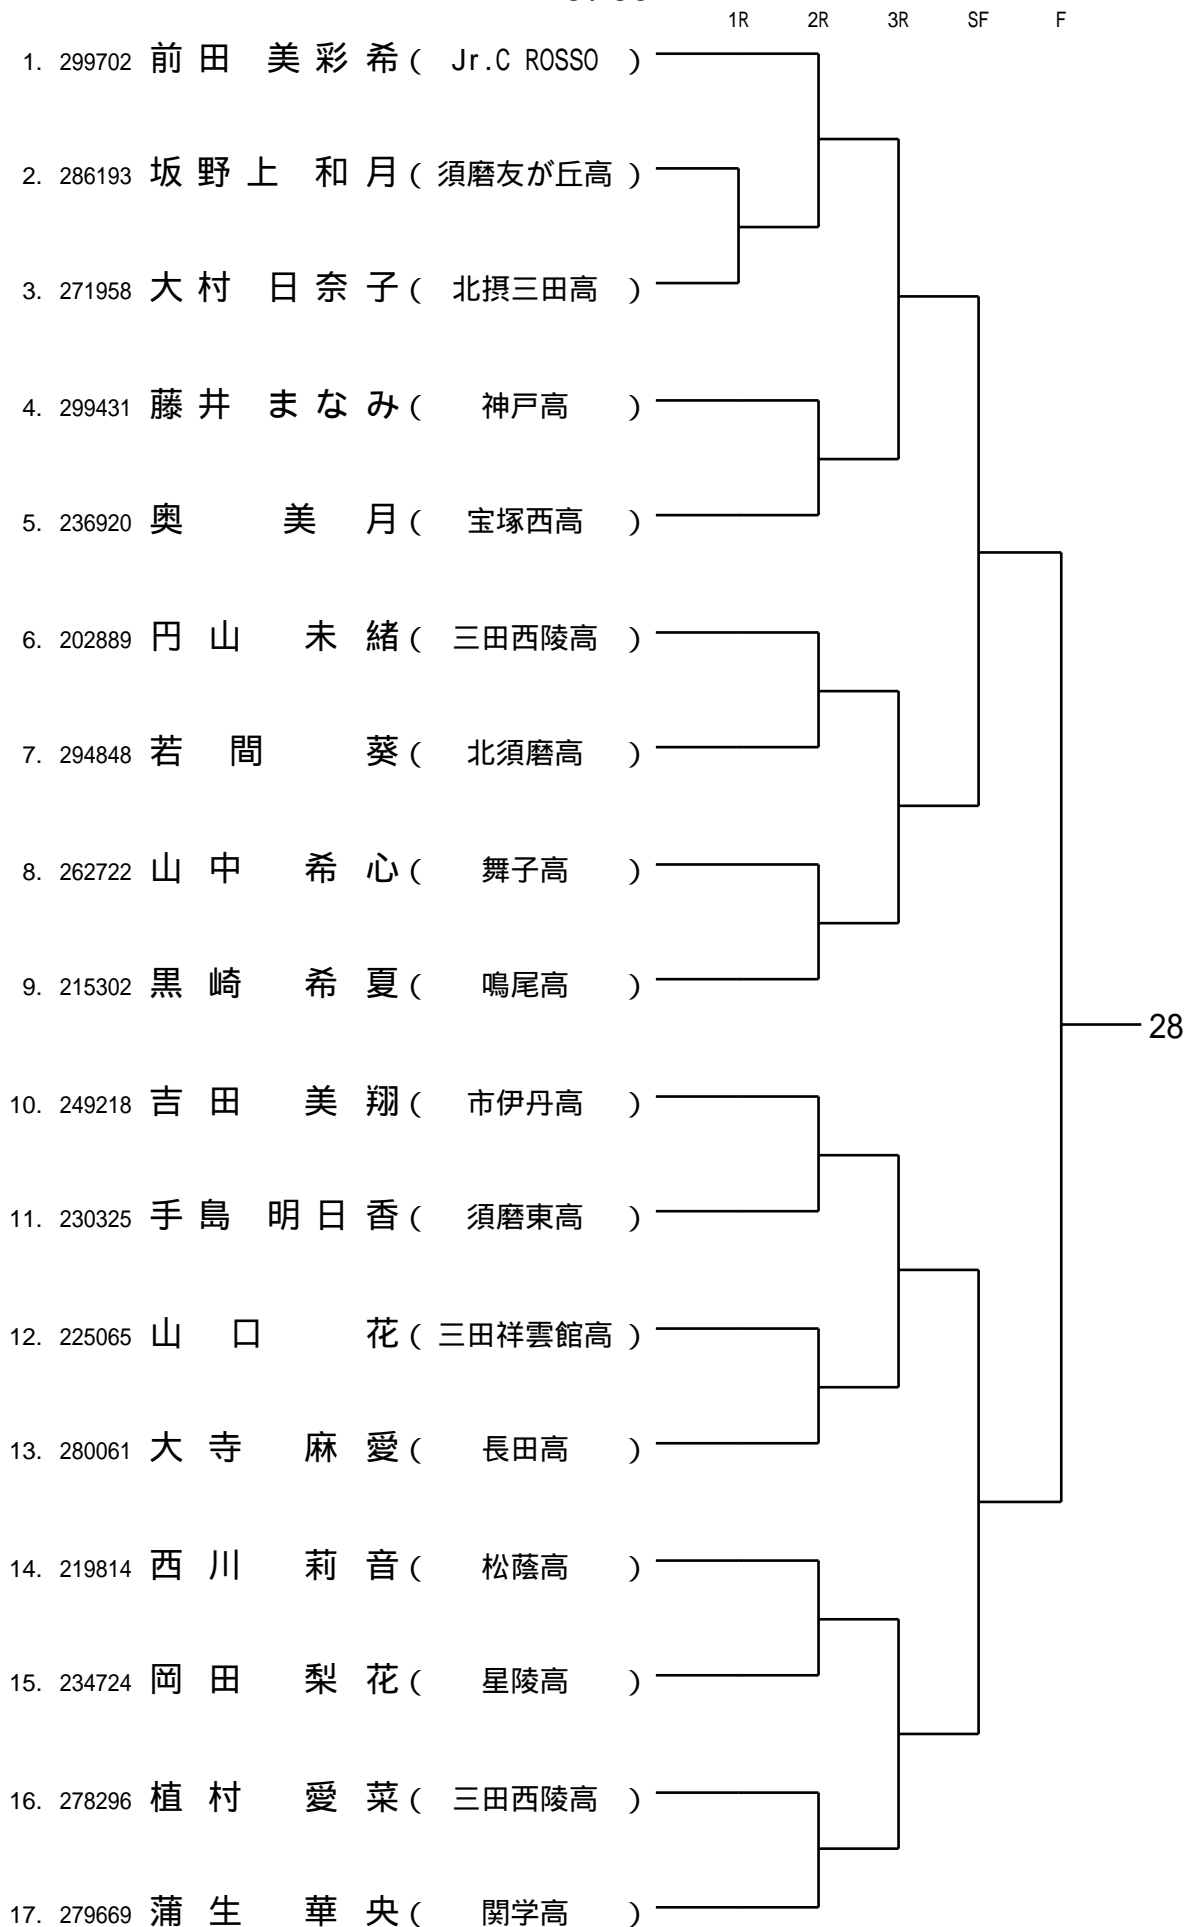 1R 2R 3R SF F
1. 299702 前田 美彩希 ( Jr.C ROSSO )
2. 286193 坂野上 和月 ( 須磨友が丘高 )
3. 271958 大村 日奈子 ( 北摂三田高 )
4. 299431 藤井 まなみ ( 神戸高 )
5. 236920 奥 美月 ( 宝塚西高 )
6. 202889 円山 未緒 ( 三田西陵高 )
7. 294848 若間 葵 ( 北須磨高 )
8. 262722 山中 希心 ( 舞子高 )
9. 215302 黒崎 希夏 ( 鳴尾高 )
28
10. 249218 吉田 美翔 ( 市伊丹高 )
11. 230325 手島 明日香 ( 須磨東高 )
12. 225065 山口 花 ( 三田祥雲館高 )
13. 280061 大寺 麻愛 ( 長田高 )
14. 219814 西川 莉音 ( 松蔭高 )
15. 234724 岡田 梨花 ( 星陵高 )
16. 278296 植村 愛菜 ( 三田西陵高 )
17. 279669 蒲生 華央 ( 関学高 )